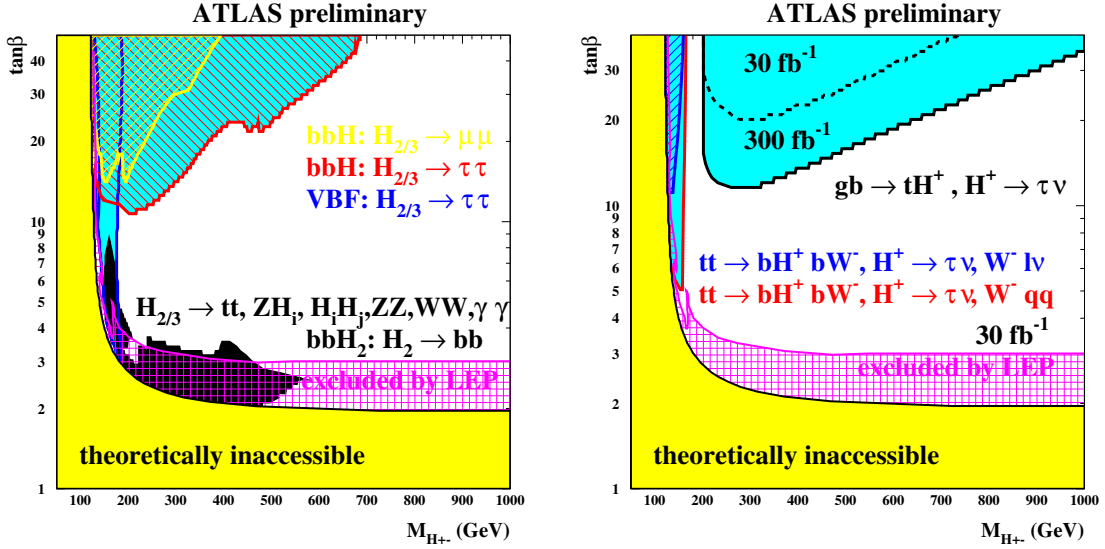 ATLAS preliminary
tanβ
40
30
20
10
9
8
7
6
5
4
3
2
1
bbH: H2/3 → μμ
bbH: H2/3 → ττ
VBF: H2/3 → ττ
H2/3 → tt, ZHi, HiHj,ZZ,WW,γ γ
bbH2: H2 → bb
excluded by LEP
theoretically inaccessible
100 200 300 400 500 600 700 800 900 1000
MH+- (GeV)
ATLAS preliminary
tanβ
40
30
20
10
9
8
7
6
5
4
3
2
1
30 fb-1
300 fb-1
gb → tH+ , H+ → τν
tt → bH+ bW-, H+ → τν, W- lν
tt → bH+ bW-, H+ → τν, W- qq
30 fb-1
excluded by LEP
theoretically inaccessible
100 200 300 400 500 600 700 800 900 1000
MH+- (GeV)